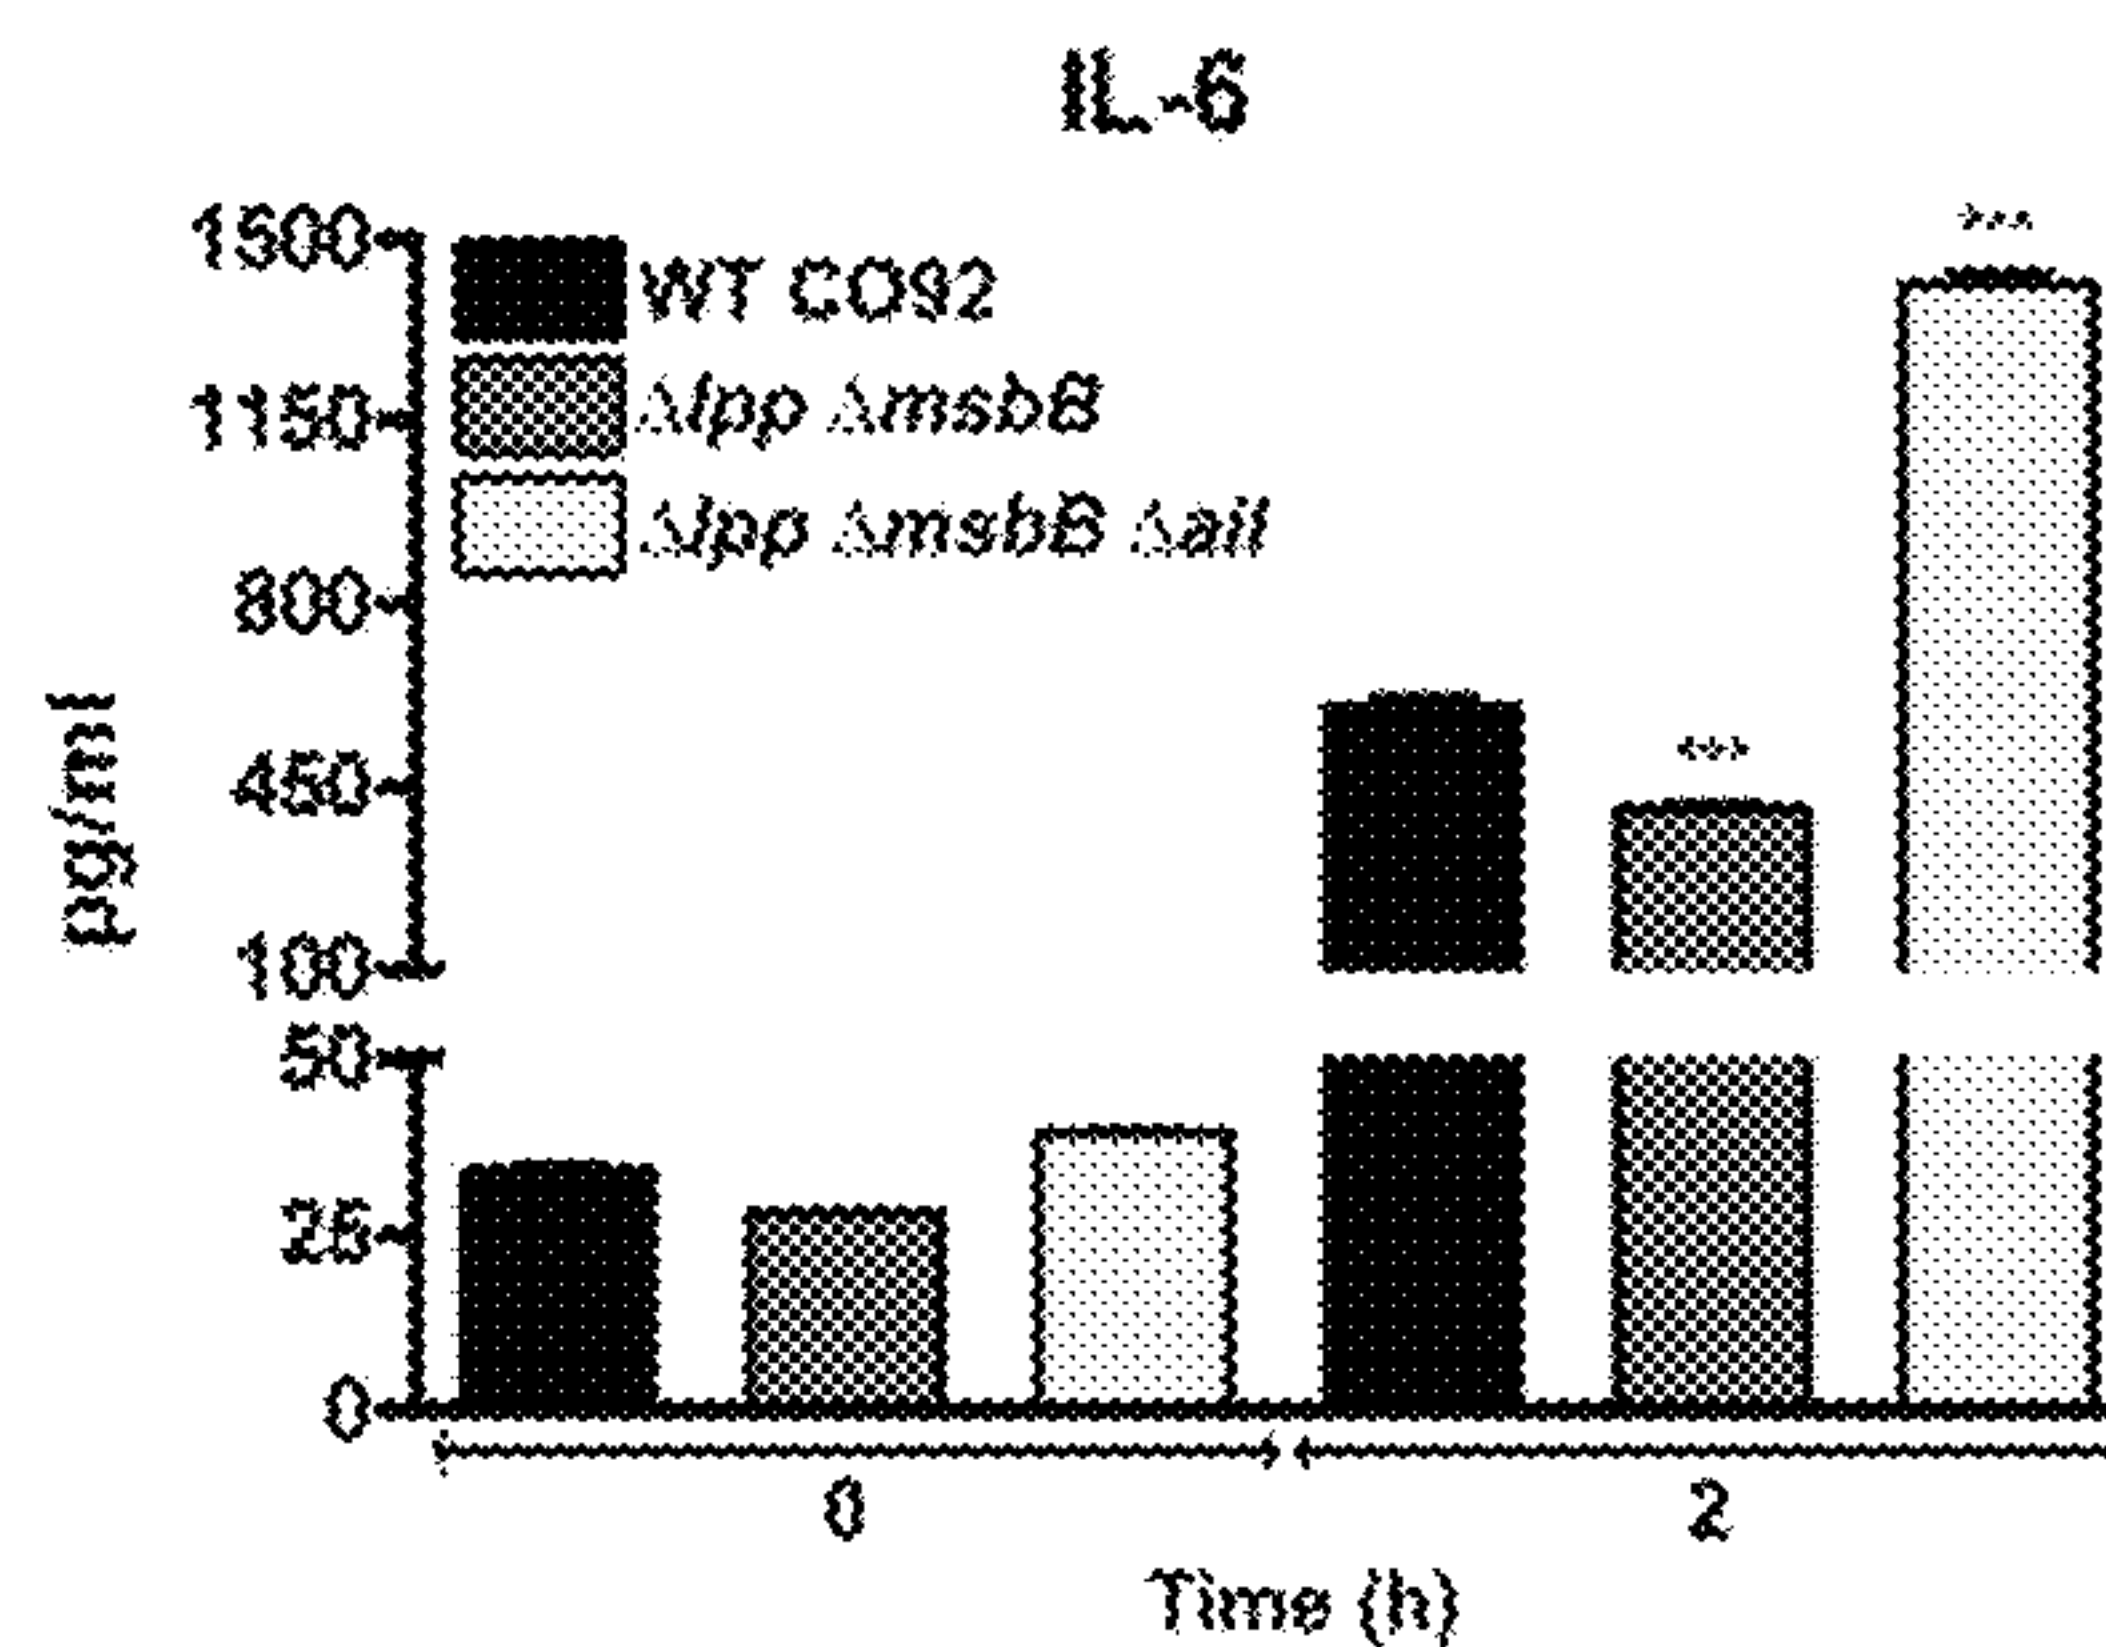 IL-6
1500
WT CO92
Δlpp ΔmsbB
1150
Δlpp ΔmsbB Δail
800
pg/ml
450
100
50
25
0
0
2
Time (h)
***
***